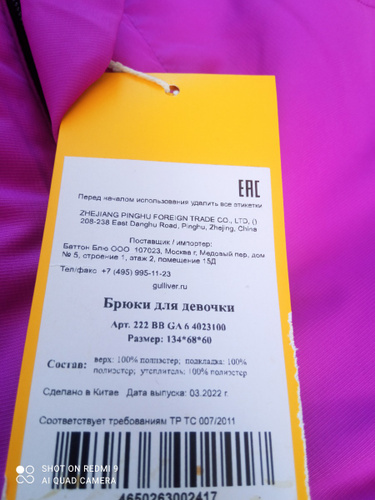 EAC
Перед началом использования удалить все этикетки
ZHEJIANG PINGHU FOREIGN TRADE CO., LTD, ()
208-238 East Danghu Road, Pinghu, Zhejing, China
Поставщик / импортер:
Баттон Блю ООО 107023, Москва г, Медовый пер, дом
№ 5, строение 1, этаж 2, помещение 15Д
Тел/факс +7 (495) 995-11-23
gulliver.ru
Брюки для девочки
Арт. 222 BB GA 6 4023100
Размер: 134*68*60
Состав: верх: 100% полиэстер; подкладка: 100%
полиэстер; утеплитель: 100% полиэстер
Сделано в Китае Дата выпуска: 03.2022 г.
Соответствует требованиям ТР ТС 007/2011
4650263002417
SHOT ON REDMI 9
AI QUAD CAMERA